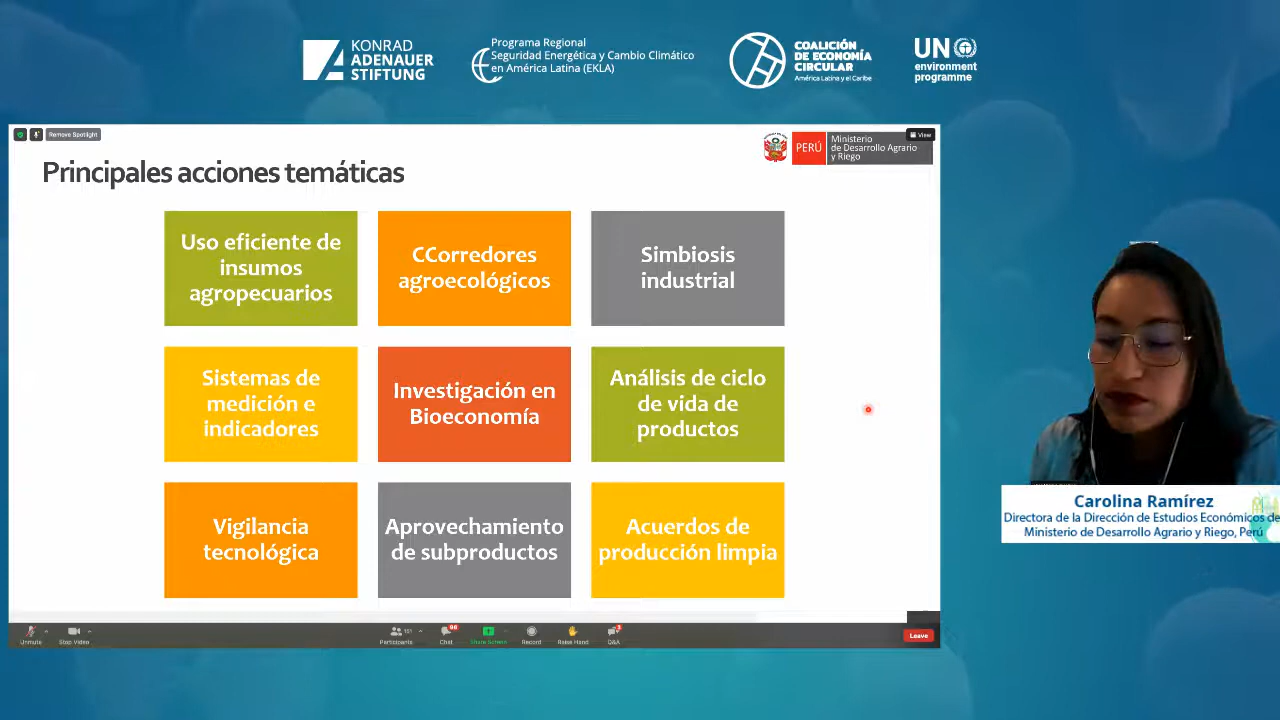 KONRAD
ADENAUER
STIFTUNG
Programa Regional
Seguridad Energética y Cambio Climático
en América Latina (EKLA)
COALICIÓN
DE ECONOMÍA
CIRCULAR
América Latina y el Caribe
UN
environment
programme
Remove Spotlight
View
PERÚ
Ministerio
de Desarrollo Agrario
y Riego
Principales acciones temáticas
Uso eficiente de
insumos
agropecuarios
CCorredores
agroecológicos
Simbiosis
industrial
Sistemas de
medición e
indicadores
Investigación en
Bioeconomía
Análisis de ciclo
de vida de
productos
Vigilancia
tecnológica
Aprovechamiento
de subproductos
Acuerdos de
producción limpia
Carolina Ramírez
Directora de la Dirección de Estudios Económicos de
Ministerio de Desarrollo Agrario y Riego, Perú
Unmute
Stop Video
Participants
Chat
Share Screen
Record
Raise Hand
Q&A
Leave